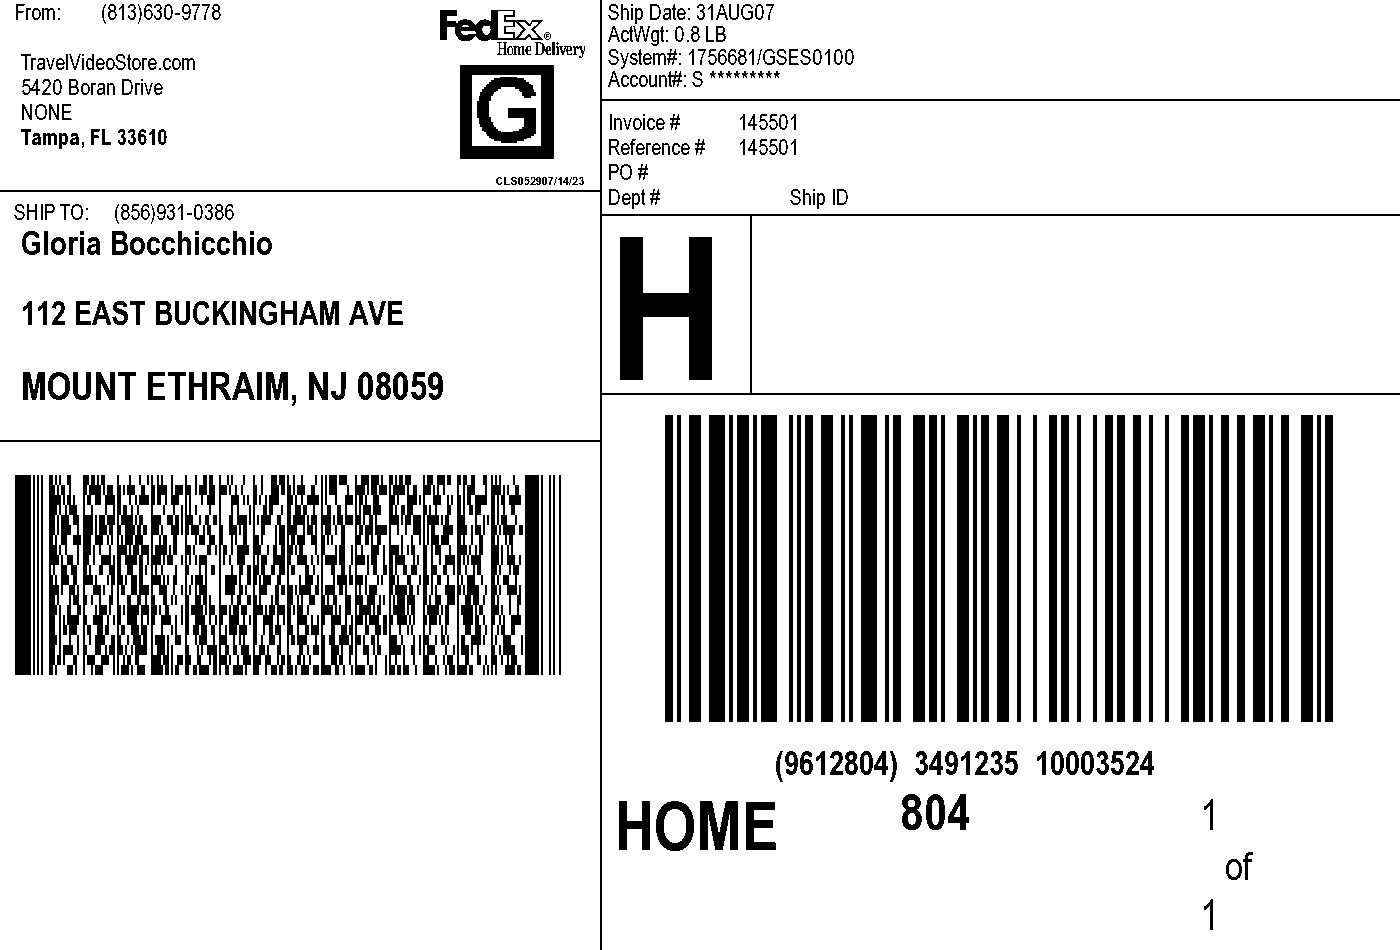 From: (813)630-9778
TravelVideoStore.com
5420 Boran Drive
NONE
Tampa, FL 33610
FedEx®
Home Delivery
G
CLS052907/14/23
SHIP TO: (856)931-0386
Gloria Bocchicchio
112 EAST BUCKINGHAM AVE
MOUNT ETHRAIM, NJ 08059
Ship Date: 31AUG07
ActWgt: 0.8 LB
System#: 1756681/GSES0100
Account#: S *********
Invoice # 145501
Reference # 145501
PO #
Dept # Ship ID
H
(9612804) 3491235 10003524
HOME 804 1
of
1